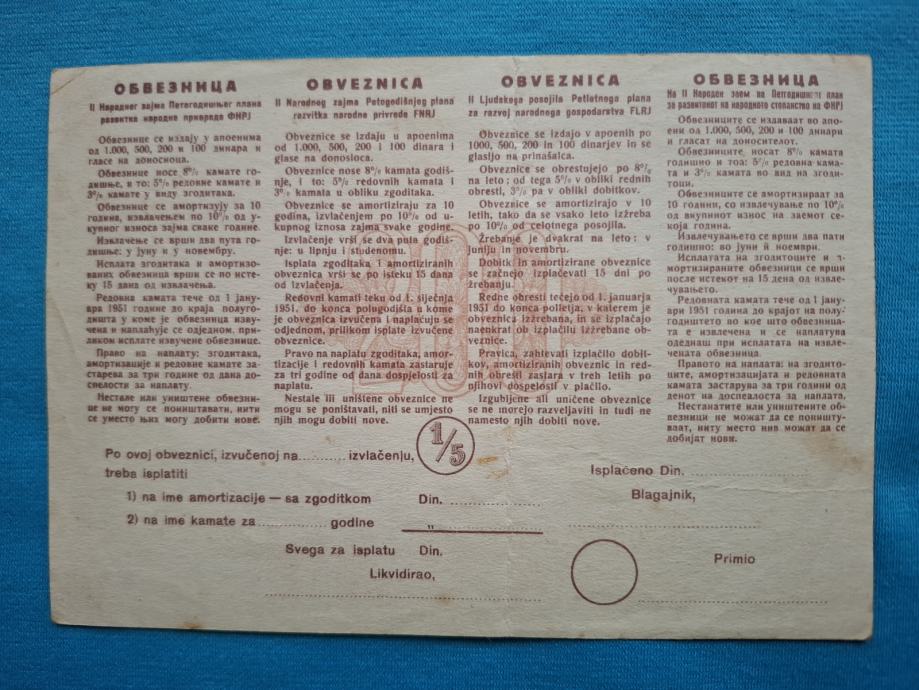 ОБВЕЗНИЦА
II Народног зајма Петогодишњег плана
развитка народне привреде ФНРЈ
Обвезнице се издају у апоенима
од 1.000, 500, 200 и 100 динара и
гласе на доносиоца.
Обвезнице носе 8% камате го-
дишње, и то: 5% редовне камате и
3% камате у виду згодитака.
Обвезнице се амортизују за 10
година, извлачењем по 10% од у-
купног износа зајма сваке године.
Извлачење се врши два пута го-
дишње: у јуну и у новембру.
Исплата згодитака и амортизо-
ваних обвезница врши се по исте-
ку 15 дана од извлачења.
Редовна камата тече од 1 јану-
ара 1951 године до краја полуго-
дишта у коме је обвезница извуч-
чена и наплаћује се одједном, при-
ликом исплате извучене обвезнице.
Право на наплату: згодитака,
амортизације и редовне камате за-
старева за три године од дана до-
спелости за наплату.
Нестале или уништене обвезни-
це не могу се поништавати, нити
се уместо њих могу добити нове.
OBVEZNICA
II Narodnog zajma Petogodišnjeg plana
razvitka narodne privrede FNRJ
Obveznice se izdaju u apoenima
od 1.000, 500, 200 i 100 dinara i
glase na donosioca.
Obveznice nose 8% kamate godiš-
nje, i to: 5% redovnih kamata i
3% kamata u obliku zgoditaka.
Obveznice se amortiziraju za 10
godina, izvlačenjem po 10% od u-
kupnog iznosa zajma svake godine.
Izvlačenje vrši se dva puta godiš-
nje: u lipnju i studenome.
Isplata zgoditaka i amortiziranih
obveznica vrši se po isteku 15 dana
od izvlačenja.
Redovni kamati teku od 1. siječnja
1951. do konca polugodišta u kome
je obveznica izvučena i naplaćuju se
odjednom, prilikom isplate izvučene
obveznice.
Pravo na naplatu zgoditaka, amor-
tizacije i redovnih kamata zastaruje
za tri godine od dana dospjelosti za
naplatu.
Nestale ili uništene obveznice ne
mogu se poništavati, niti se umjesto
njih mogu dobiti nove.
OBVEZNICA
II Ljudskega posojila Petletnega plana
za razvoj narodnega gospodarstva FLRJ
Obveznice se izdajo v apoenih po
1000, 500, 200 in 100 dinarjev in se
glasijo na prinašalca.
Obveznice se obrestujejo po 8%
na leto; od tega 5% v obliki rednih
obresti, 3% pa v obliki dobitkov.
Obveznice se amortizirajo v 10
letih, tako da se vsako leto izžreba
po 10% od celotnega posojila.
Žrebanje je dvakrat na leto: v
juniju in novembru.
Dobitki in amortizirane obveznice
se začnejo izplačevati 15 dni po
žrebanju.
Redne obresti tečejo od 1. januarja
1951 do konca polletja, v katerem je
obveznica izžrebana, in se izplačajo
naenkrat ob izplačilu izžrebane ob-
veznice.
Pravica, zahtevati izplačilo dobit-
kov, amortiziranih obveznic in red-
nih obresti zastara v treh letih po
njihovi dospelosti v plačilo.
Izgubljene ali uničene obveznice
se ne morejo razveljaviti in tudi ne
namesto njih dobiti nove.
ОБВЕЗНИЦА
На II Народен заем на Петгодишниот план
за развитокот на народното стопанство на ФНРЈ
Обврзниците се издаваат во апо-
ени од 1.000, 500, 200 и 100 динари
и гласат на доносителот.
Обврзниците, носат 8% камата
годишно и тоа: 5% редовна кама-
та и 3% камата во вид на згоди-
тоци.
Обврзниците се амортизираат за
10 години, со извлечување по 10%
од вкупниот износ на заемот се-
која година.
Извлечувањето се врши два пати
годишно: во јуни й ноември.
Исплатата на згодитоците и а-
мортизираните обврзници се врши
после истекот на 15 дена од извле-
чувањето.
Редовната камата тече од 1 јану-
ари 1951 година до крајот на полу-
годиштето во кое што обврзница-
та е извлечена и се наплатува
одеднаш при исплатата на извле-
чената обврзница.
Правото на наплата: на згодито-
ците, амортизацијата и редовната
камата застарува за три години од
денот на доспеалоста за наплата.
Нестанатите или уништените об-
врзници не можат да се поништу-
ваат, ниту место нив можат да се
добијат нови.
1/5
Po ovoj obveznici, izvučenoj na .......... izvlačenju,
treba isplatiti
1) na ime amortizacije — sa zgoditkom Din. ..........
2) na ime kamate za .......... godine „
Svega za isplatu Din.
Likvidirao,
Isplaćeno Din. ..........
Blagajnik,
Primio